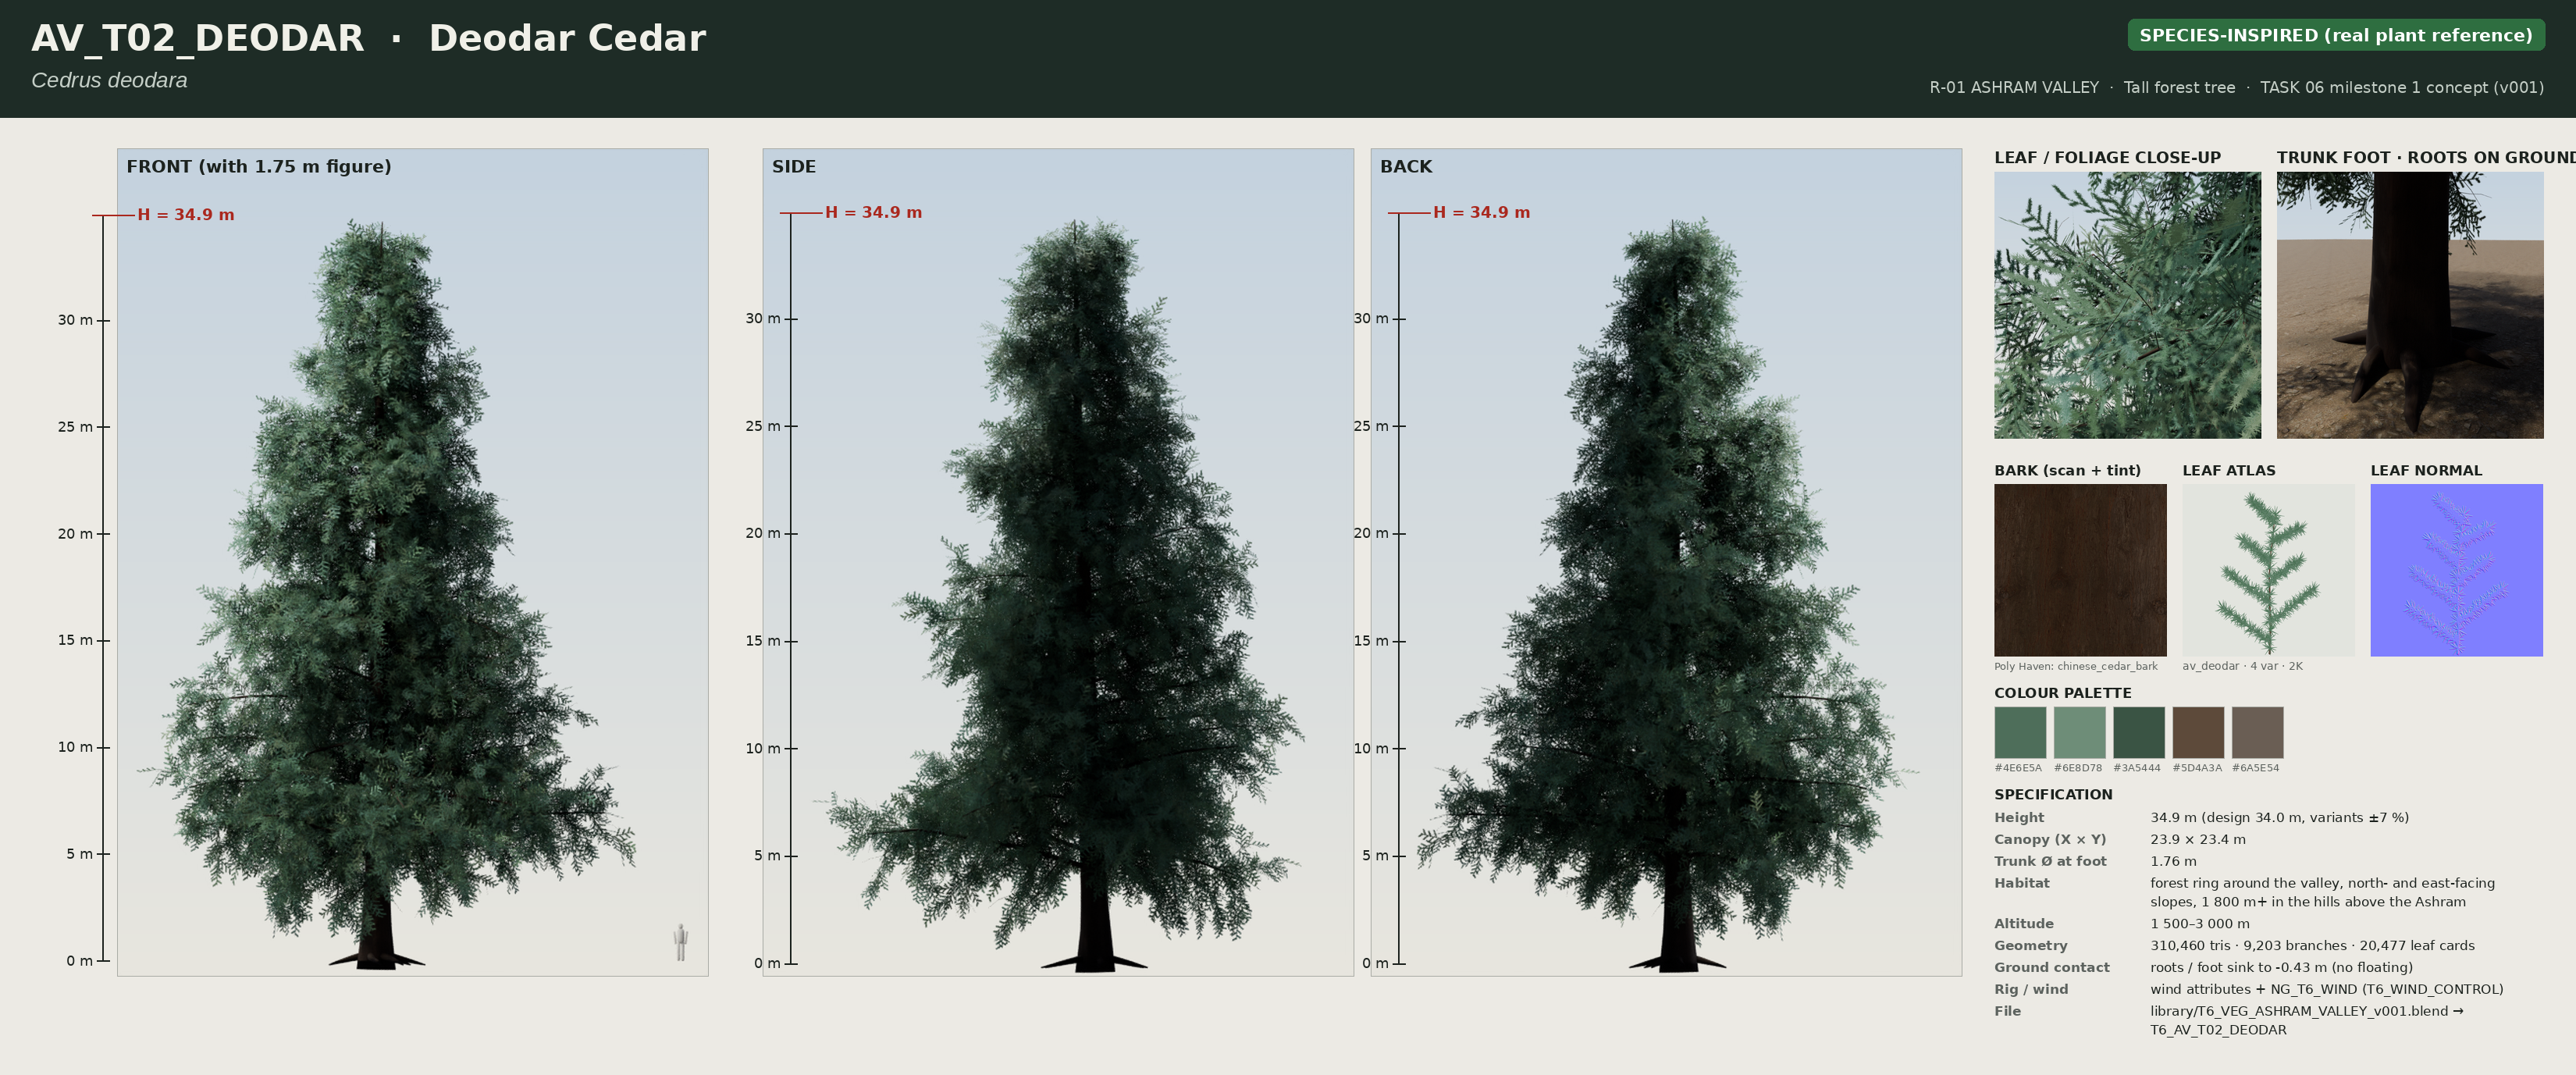 AV_T02_DEODAR · Deodar Cedar
Cedrus deodara
SPECIES-INSPIRED (real plant reference)
R-01 ASHRAM VALLEY · Tall forest tree · TASK 06 milestone 1 concept (v001)
FRONT (with 1.75 m figure)
H = 34.9 m
30 m
25 m
20 m
15 m
10 m
5 m
0 m
SIDE
H = 34.9 m
30 m
25 m
20 m
15 m
10 m
5 m
0 m
BACK
H = 34.9 m
30 m
25 m
20 m
15 m
10 m
5 m
0 m
LEAF / FOLIAGE CLOSE-UP
TRUNK FOOT · ROOTS ON GROUND
BARK (scan + tint)
LEAF ATLAS
LEAF NORMAL
Poly Haven: chinese_cedar_bark
av_deodar · 4 var · 2K
COLOUR PALETTE
#4E6E5A #6E8D78 #3A5444 #5D4A3A #6A5E54
SPECIFICATION
Height 34.9 m (design 34.0 m, variants ±7 %)
Canopy (X × Y) 23.9 × 23.4 m
Trunk Ø at foot 1.76 m
Habitat forest ring around the valley, north- and east-facing
slopes, 1 800 m+ in the hills above the Ashram
Altitude 1 500–3 000 m
Geometry 310,460 tris · 9,203 branches · 20,477 leaf cards
Ground contact roots / foot sink to -0.43 m (no floating)
Rig / wind wind attributes + NG_T6_WIND (T6_WIND_CONTROL)
File library/T6_VEG_ASHRAM_VALLEY_v001.blend →
T6_AV_T02_DEODAR